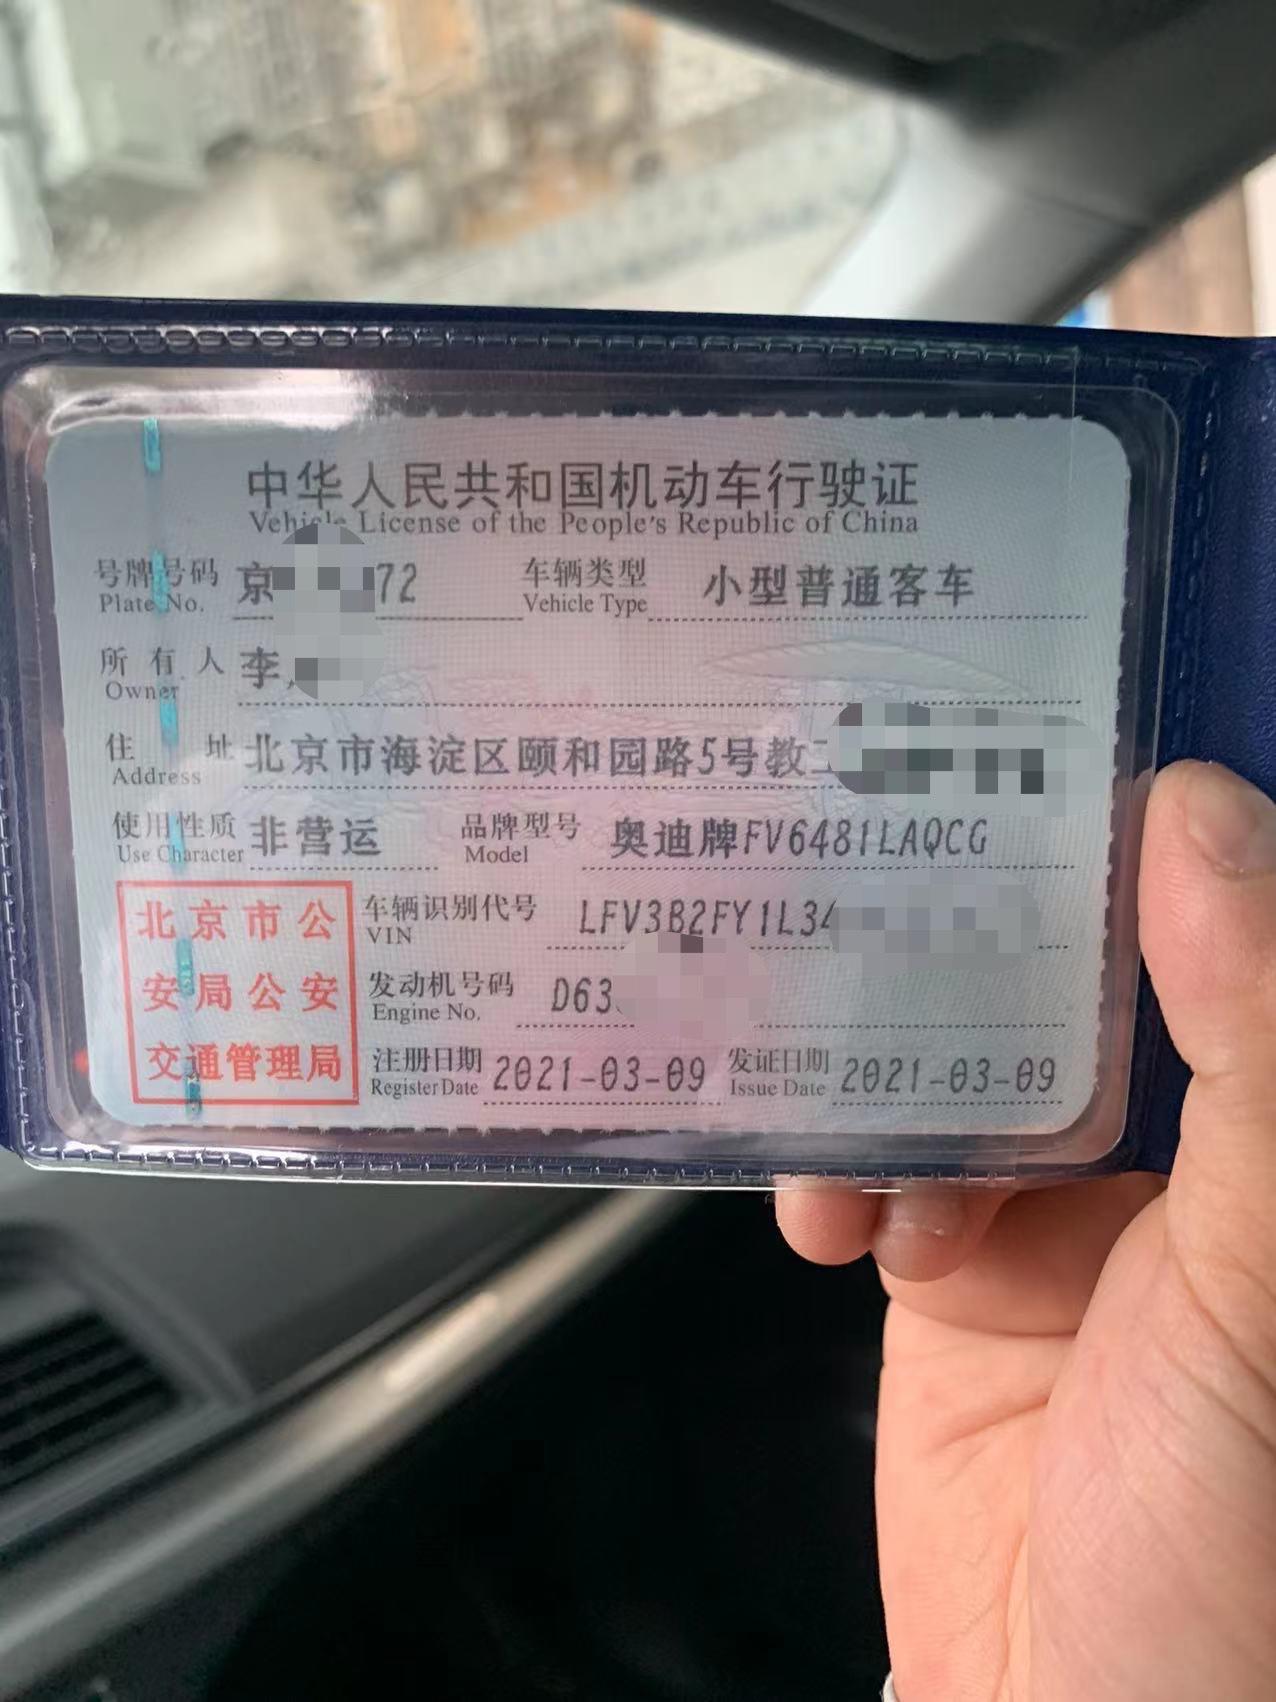 中华人民共和国机动车行驶证
Vehicle License of the People's Republic of China
号牌号码 京 72 车辆类型 小型普通客车
Plate No. Vehicle Type
所有人 李
Owner
住址 北京市海淀区颐和园路5号教
Address
使用性质 非营运 品牌型号 奥迪牌FV6481LAQCG
Use Character Model
北京市公
安局公安
交通管理局
车辆识别代号 LFV3B2FY1L34
VIN
发动机号码 D63
Engine No.
注册日期 2021-03-09 发证日期 2021-03-09
Register Date Issue Date